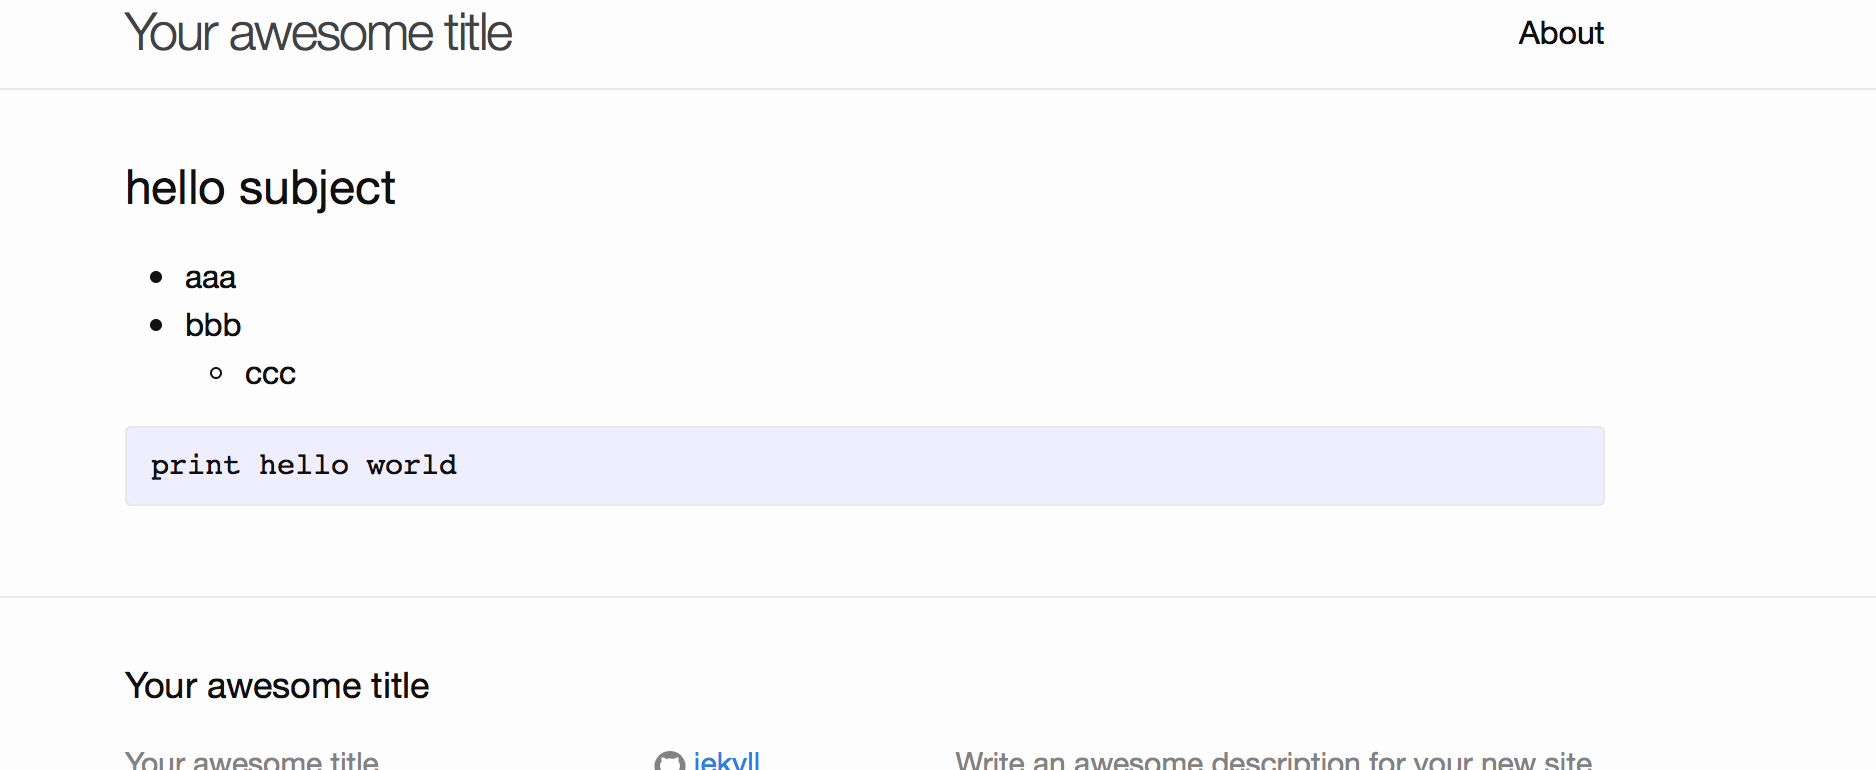 Your awesome title
About
hello subject
aaa
bbb
ccc
print hello world
Your awesome title
Your awesome title
jekyll
Write an awesome description for your new site